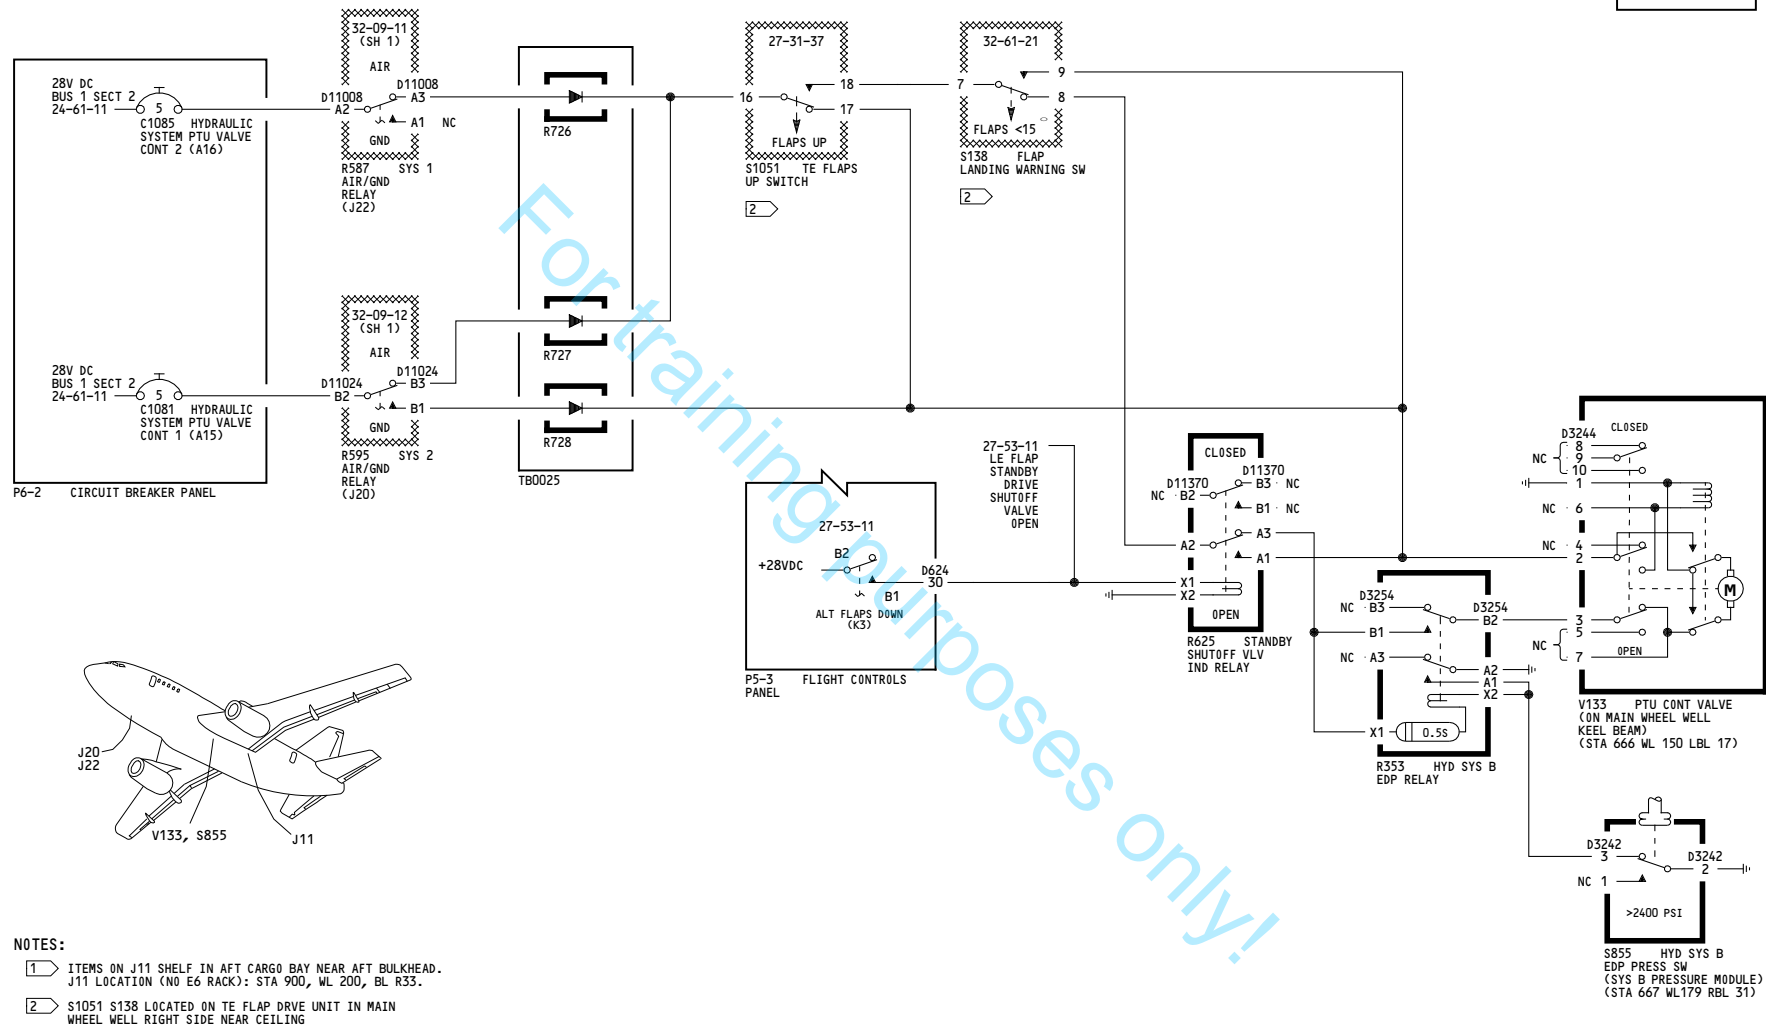 28V DC
BUS 1 SECT 2
24-61-11
5
C1085 HYDRAULIC
SYSTEM PTU VALVE
CONT 2 (A16)
28V DC
BUS 1 SECT 2
24-61-11
5
C1081 HYDRAULIC
SYSTEM PTU VALVE
CONT 1 (A15)
P6-2 CIRCUIT BREAKER PANEL
32-09-11
(SH 1)
AIR
D11008
D11008
A2
A3
A1 NC
GND
R587 SYS 1
AIR/GND
RELAY
(J22)
32-09-12
(SH 1)
AIR
D11024
D11024
B2
B3
B1
GND
R595 SYS 2
AIR/GND
RELAY
(J20)
R726
R727
R728
TB0025
27-31-37
16
18
17
FLAPS UP
S1051 TE FLAPS
UP SWITCH
2
32-61-21
7
9
8
FLAPS <15
S138 FLAP
LANDING WARNING SW
2
27-53-11
LE FLAP
STANDBY
DRIVE
SHUTOFF
VALVE
OPEN
27-53-11
B2
+28VDC
D624
30
B1
ALT FLAPS DOWN
(K3)
P5-3 FLIGHT CONTROLS
PANEL
CLOSED
D11370
D11370
NC B2
B3 NC
B1 NC
A2
A3
A1
X1
X2
OPEN
R625 STANDBY
SHUTOFF VLV
IND RELAY
D3254
NC B3
D3254
B2
B1
NC A3
A2
A1
X2
X1
0.5S
R353 HYD SYS B
EDP RELAY
CLOSED
D3244
8
NC 9
10
1
NC 6
NC 4
2
M
3
5
NC
7
OPEN
V133 PTU CONT VALVE
(ON MAIN WHEEL WELL
KEEL BEAM)
(STA 666 WL 150 LBL 17)
D3242
3
D3242
2
NC 1
>2400 PSI
S855 HYD SYS B
EDP PRESS SW
(SYS B PRESSURE MODULE)
(STA 667 WL179 RBL 31)
J20
J22
V133, S855
J11
For training purposes only!
NOTES:
1 ITEMS ON J11 SHELF IN AFT CARGO BAY NEAR AFT BULKHEAD.
J11 LOCATION (NO E6 RACK): STA 900, WL 200, BL R33.
2 S1051 S138 LOCATED ON TE FLAP DRVE UNIT IN MAIN
WHEEL WELL RIGHT SIDE NEAR CEILING